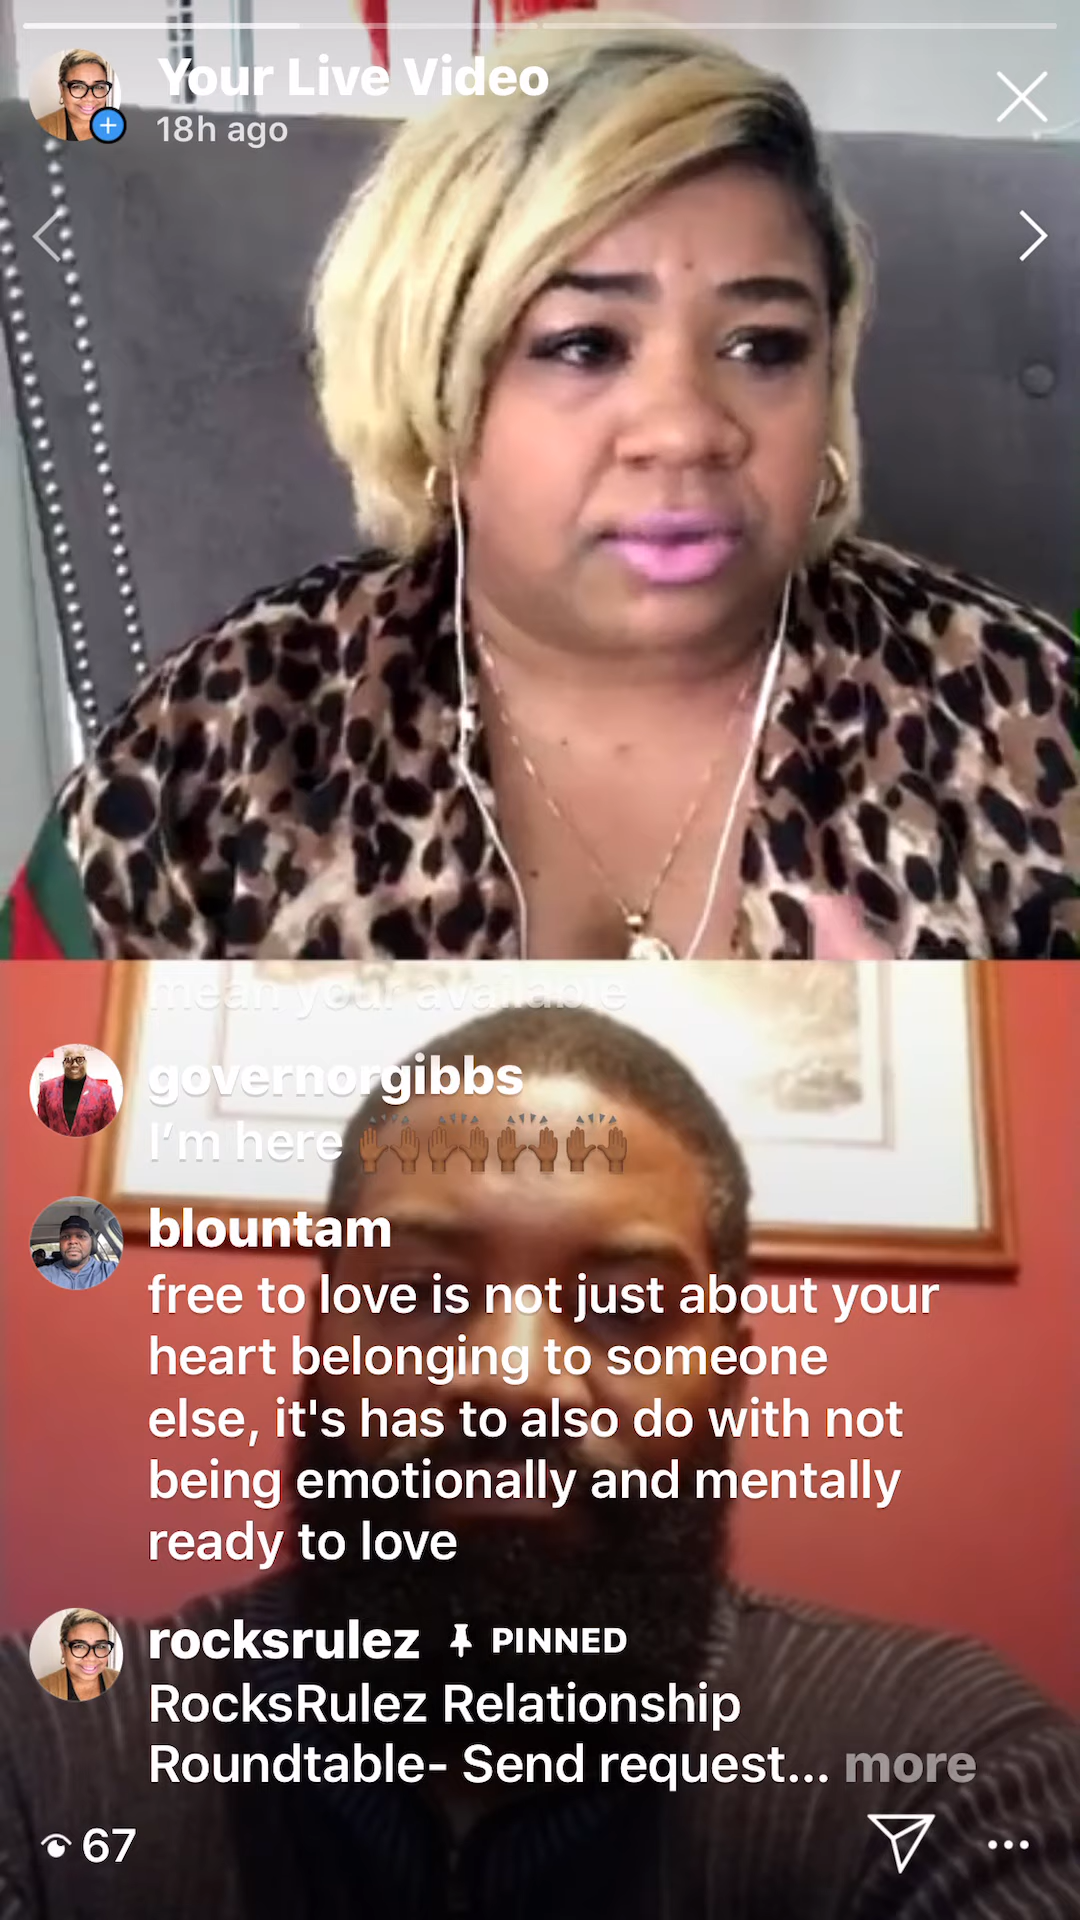 Your Live Video
18h ago
mean your available
governorgibbs
I'm here 🙌🏾🙌🏾🙌🏾🙌🏾
blountam
free to love is not just about your
heart belonging to someone
else, it's has to also do with not
being emotionally and mentally
ready to love
rocksrulez PINNED
RocksRulez Relationship
Roundtable- Send request... more
67